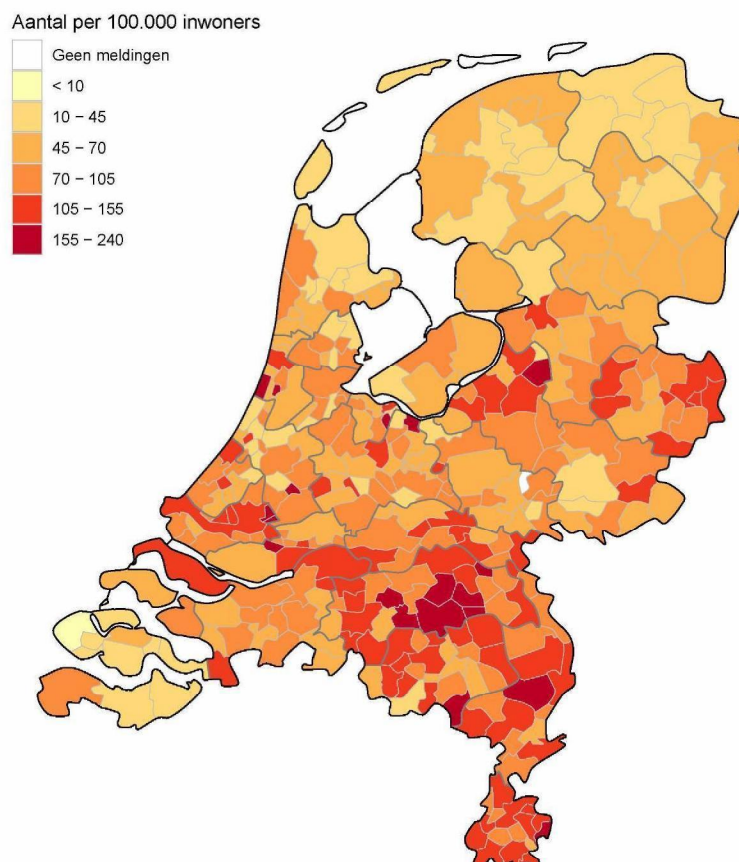 Aantal per 100.000 inwoners
Geen meldingen
< 10
10 − 45
45 − 70
70 − 105
105 − 155
155 − 240